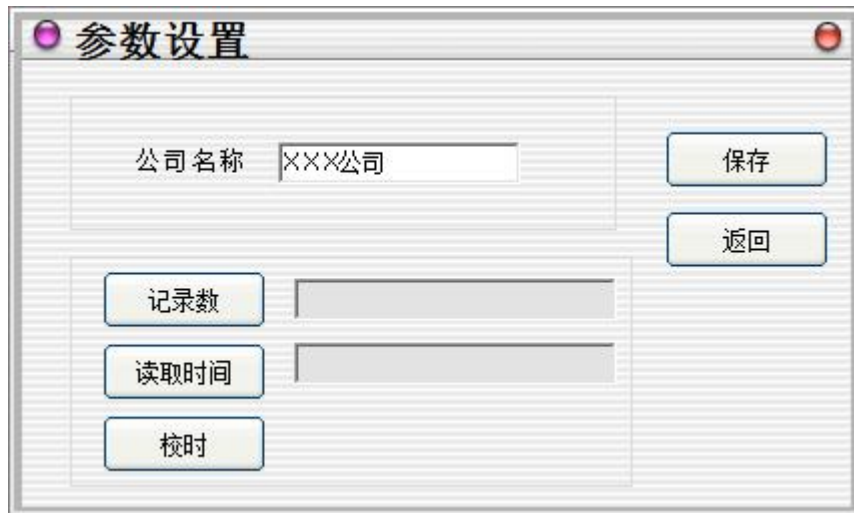 参数设置
公司名称 XXX公司
保存
返回
记录数
读取时间
校时